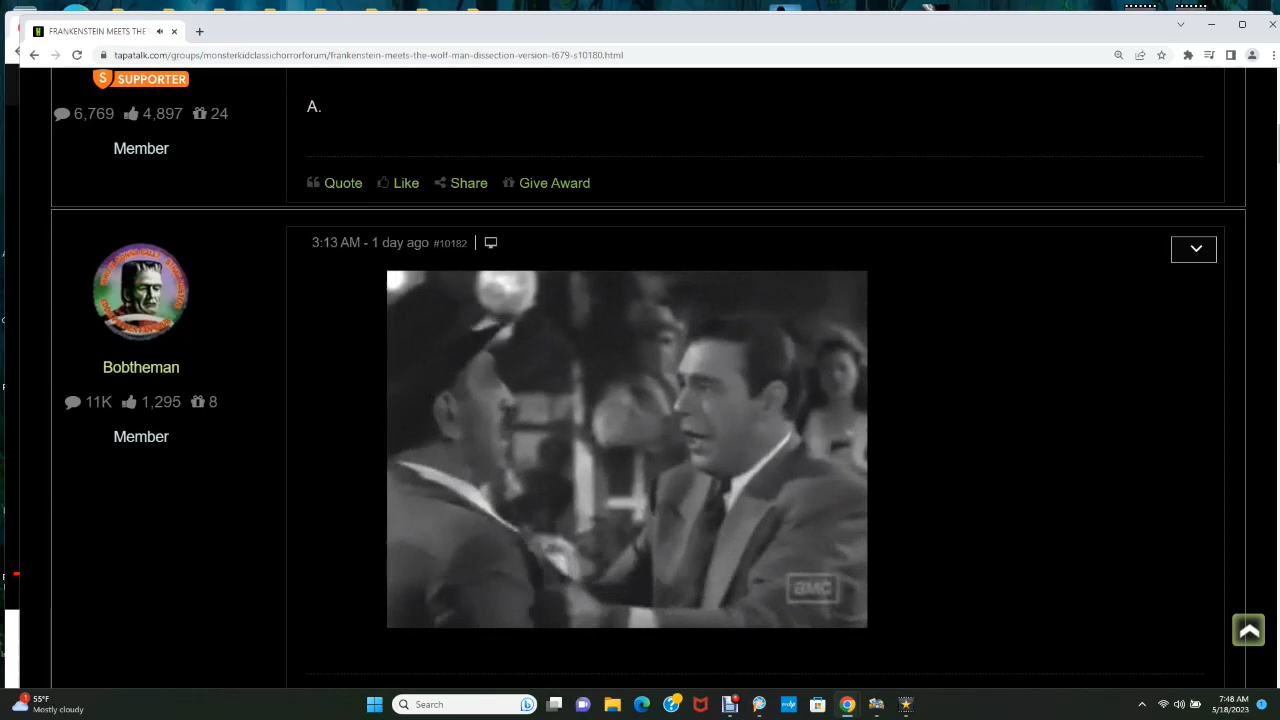 FRANKENSTEIN MEETS THE
tapatalk.com/groups/monsterkidclassichorrorforum/frankenstein-meets-the-wolf-man-dissection-version-t679-s10180.html
S SUPPORTER
6,769 4,897 24
Member
A.
Quote Like Share Give Award
3:13 AM - 1 day ago #10182
Bobtheman
11K 1,295 8
Member
AMC
1
55°F
Mostly cloudy
Search
7:48 AM
5/18/2023
1